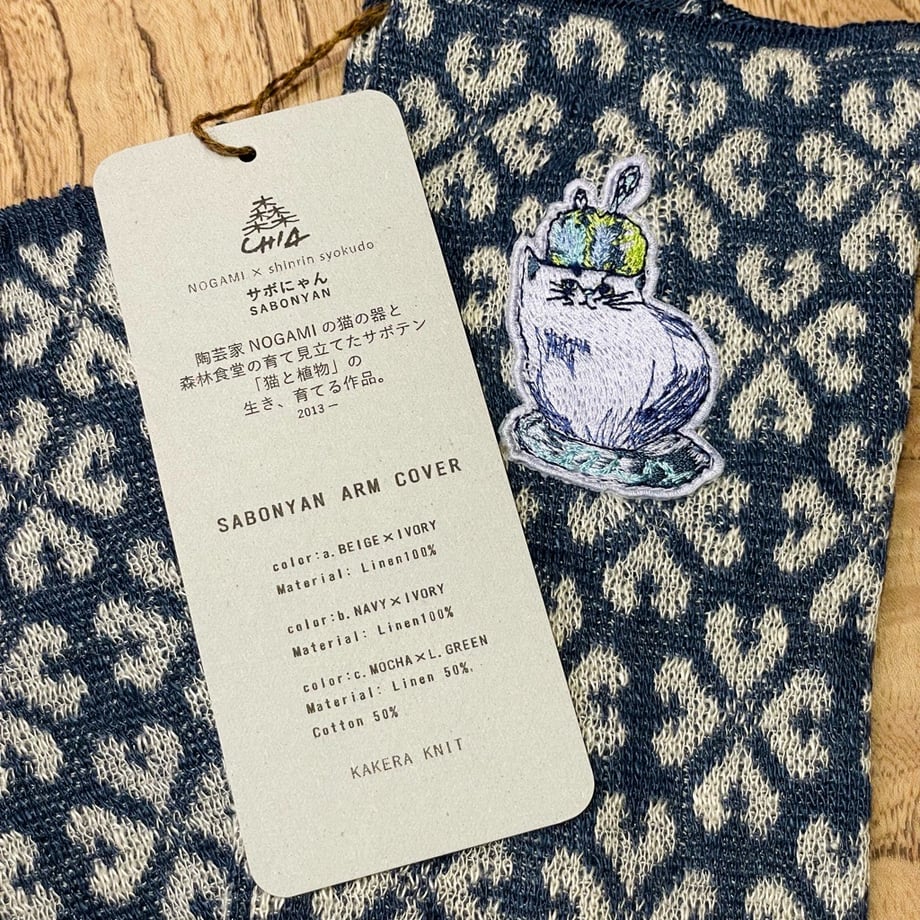 森
CHIA
NOGAMI × shinrin syokudo
サボにゃん
SABONYAN
陶芸家 NOGAMI の猫の器と
森林食堂の育て見立てたサボテン
「猫と植物」の
生き、育てる作品。
2013 ―
SABONYAN ARM COVER
color:a.BEIGE×IVORY
Material: Linen100%
color:b.NAVY×IVORY
Material: Linen100%
color:c.MOCHA×L.GREEN
Material: Linen 50%.
Cotton 50%
KAKERA KNIT